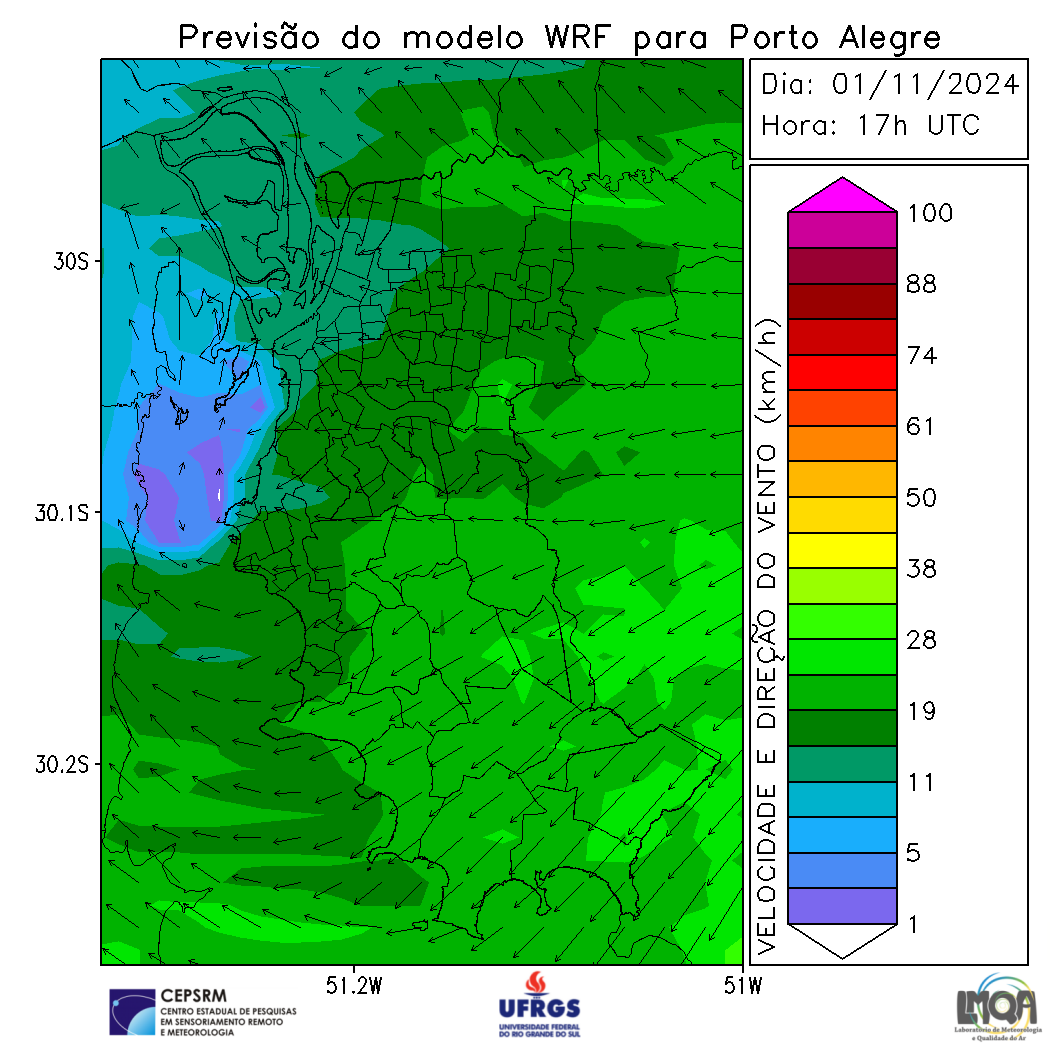 Previsão do modelo WRF para Porto Alegre
Dia: 01/11/2024
Hora: 17h UTC
30S
30.1S
30.2S
51.2W
51W
VELOCIDADE E DIREÇÃO DO VENTO (km/h)
100
88
74
61
50
38
28
19
11
5
1
CEPSRM
CENTRO ESTADUAL DE PESQUISAS
EM SENSORIAMENTO REMOTO
E METEOROLOGIA
UFRGS
UNIVERSIDADE FEDERAL
DO RIO GRANDE DO SUL
LMQA
Laboratório de Meteorologia
e Qualidade do Ar